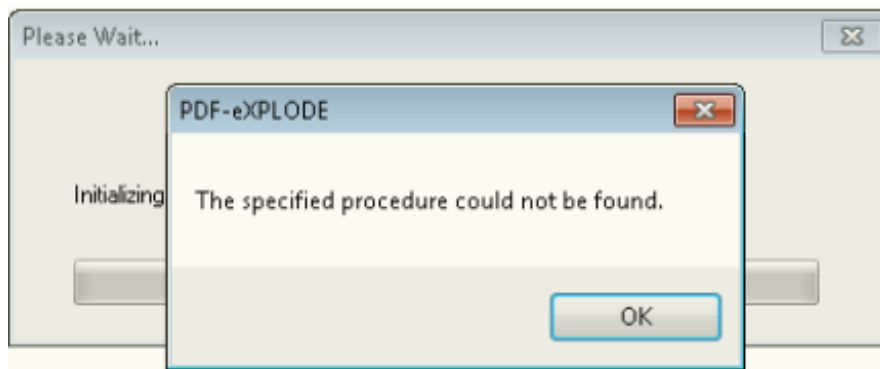 Please Wait...
PDF-eXPLODE
Initializing
The specified procedure could not be found.
OK